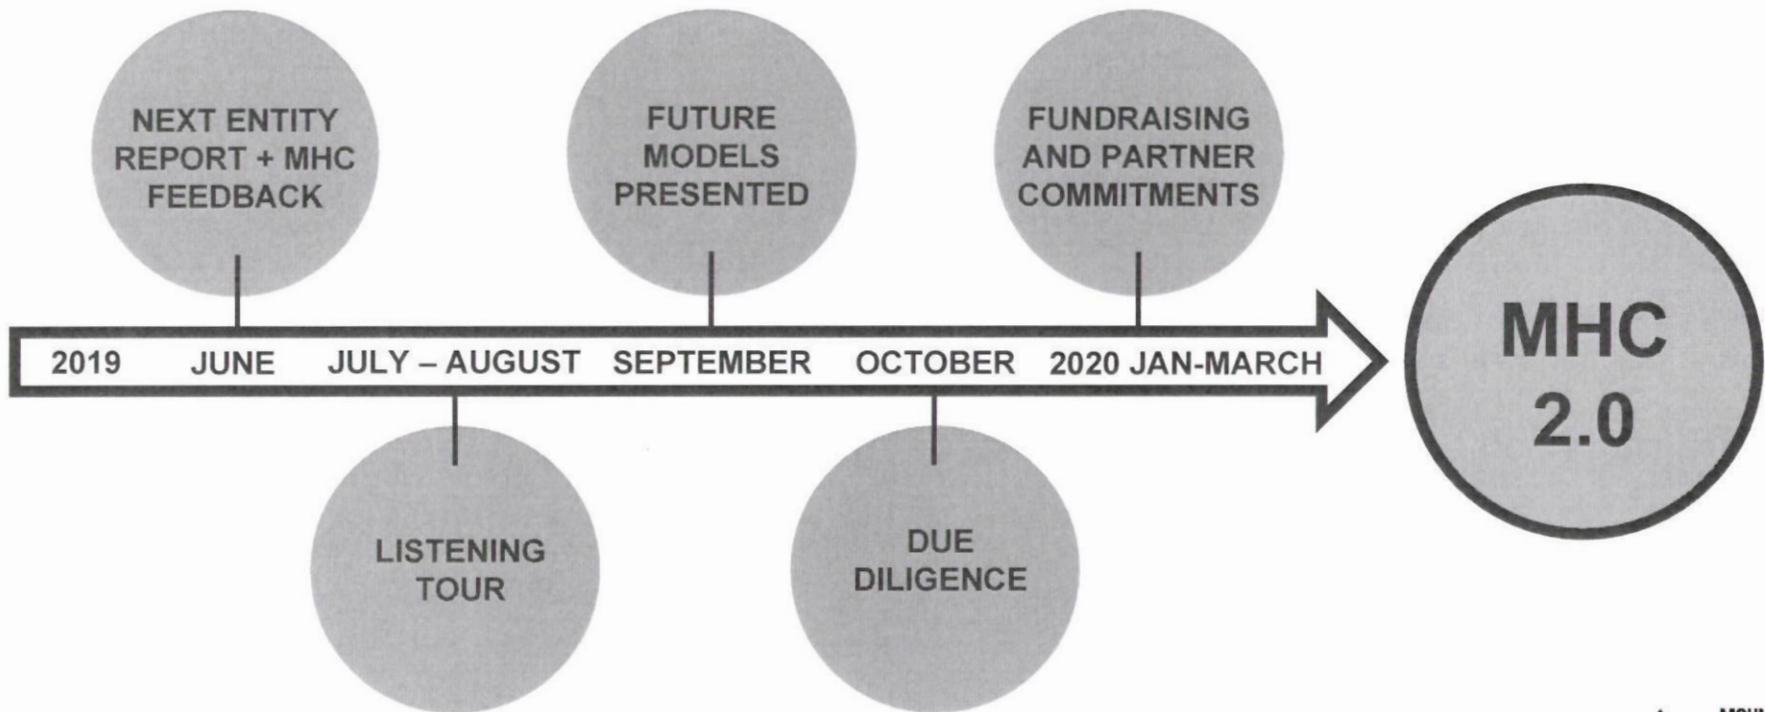 NEXT ENTITY
REPORT + MHC
FEEDBACK
FUTURE
MODELS
PRESENTED
FUNDRAISING
AND PARTNER
COMMITMENTS
2019 JUNE JULY – AUGUST SEPTEMBER OCTOBER 2020 JAN-MARCH
MHC
2.0
LISTENING
TOUR
DUE
DILIGENCE